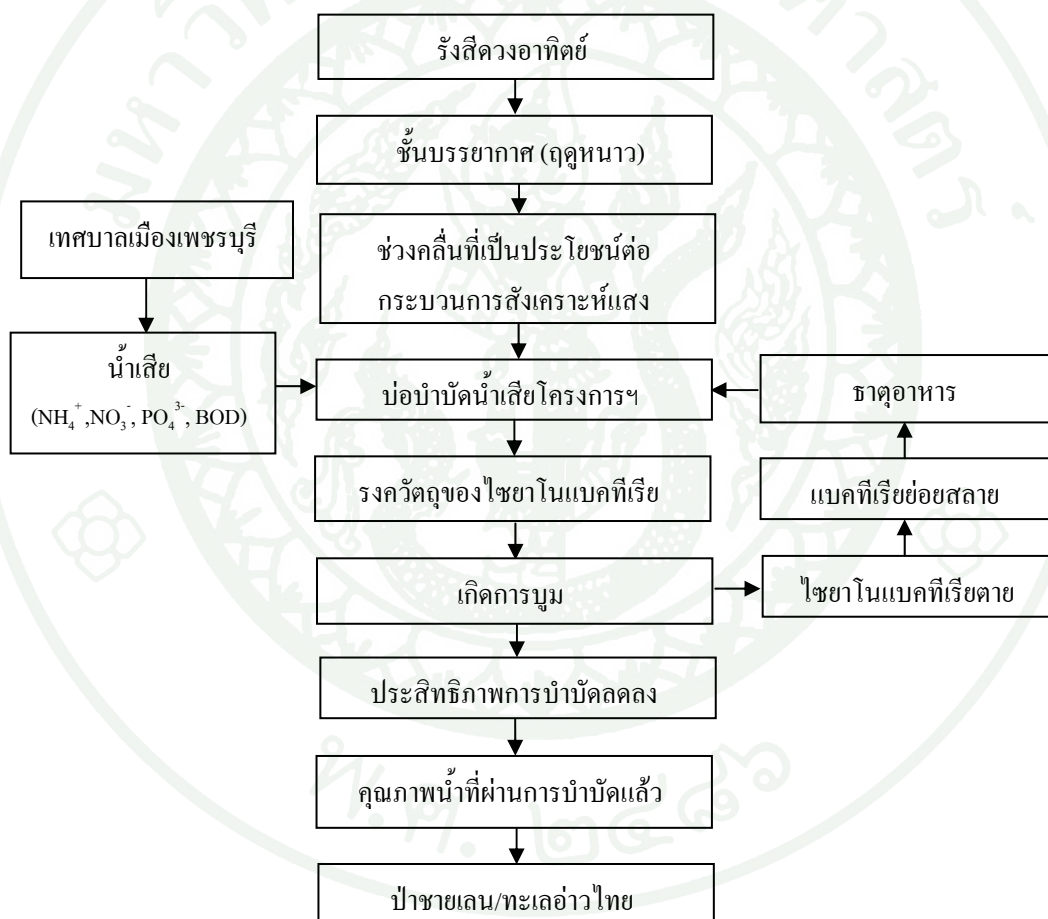 รังสีดวงอาทิตย์
ชั้นบรรยากาศ (ฤดูหนาว)
เทศบาลเมืองเพชรบุรี
ช่วงคลื่นที่เป็นประโยชน์ต่อ
กระบวนการสังเคราะห์แสง
น้ำเสีย
(NH₄⁺,NO₃⁻, PO₄³⁻, BOD)
บ่อบำบัดน้ำเสียโครงการฯ
ธาตุอาหาร
รงควัตถุของไซยาโนแบคทีเรีย
แบคทีเรียย่อยสลาย
เกิดการบูม
ไซยาโนแบคทีเรียตาย
ประสิทธิภาพการบำบัดลดลง
คุณภาพน้ำที่ผ่านการบำบัดแล้ว
พ.ศ. ๒๔๘๖
ป่าชายเลน/ทะเลอ่าวไทย